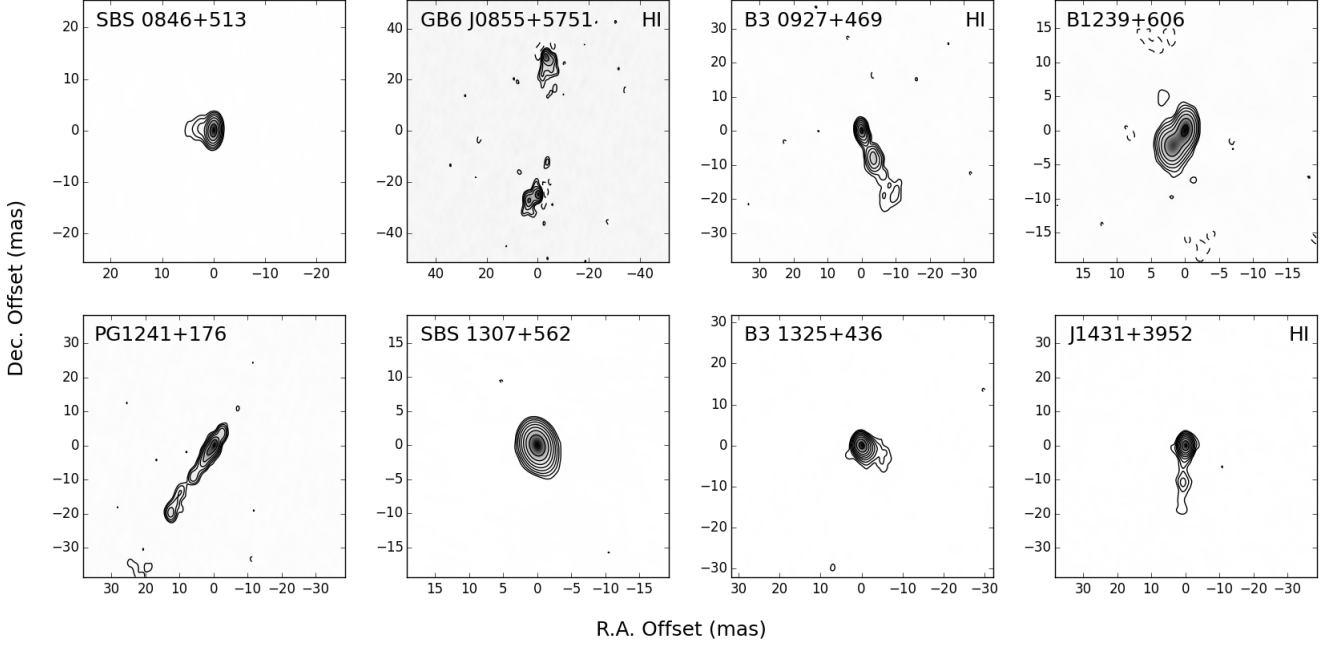 SBS 0846+513
GB6 J0855+5751 HI
B3 0927+469 HI
B1239+606
20
10
0
−10
−20
40
20
0
−20
−40
30
20
10
0
−10
−20
−30
15
10
5
0
−5
−10
−15
20 10 0 −10 −20
40 20 0 −20 −40
30 20 10 0 −10 −20 −30
15 10 5 0 −5 −10 −15
Dec. Offset (mas)
PG1241+176
SBS 1307+562
B3 1325+436
J1431+3952 HI
30
20
10
0
−10
−20
−30
15
10
5
0
−5
−10
−15
30
20
10
0
−10
−20
−30
30
20
10
0
−10
−20
−30
30 20 10 0 −10 −20 −30
15 10 5 0 −5 −10 −15
30 20 10 0 −10 −20 −30
30 20 10 0 −10 −20 −30
R.A. Offset (mas)